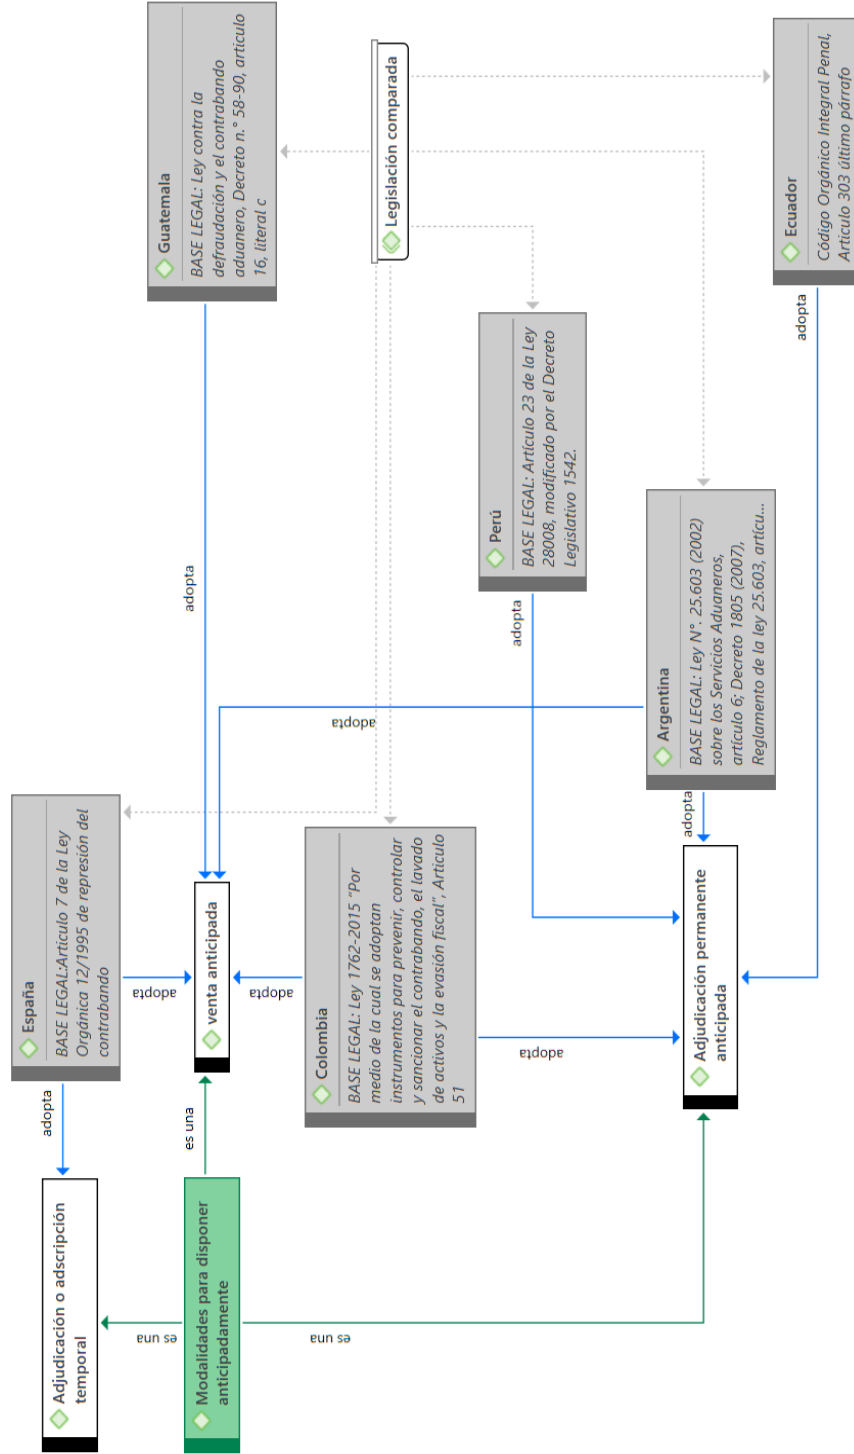 Adjudicación o adscripción
temporal
adopta
España
BASE LEGAL:Artículo 7 de la Ley
Orgánica 12/1995 de represión del
contrabando
es una
adopta
Modalidades para disponer
anticipadamente
es una
venta anticipada
adopta
Guatemala
BASE LEGAL: Ley contra la
defraudación y el contrabando
aduanero, Decreto n.° 58-90, artículo
16, literal c
adopta
es una
adopta
Colombia
BASE LEGAL: Ley 1762-2015 "Por
medio de la cual se adoptan
instrumentos para prevenir, controlar
y sancionar el contrabando, el lavado
de activos y la evasión fiscal", Artículo
51
Legislación comparada
adopta
adopta
Perú
BASE LEGAL: Artículo 23 de la Ley
28008, modificado por el Decreto
Legislativo 1542.
Adjudicación permanente
anticipada
adopta
Argentina
BASE LEGAL: Ley N°. 25.603 (2002)
sobre los Servicios Aduaneros,
artículo 6; Decreto 1805 (2007),
Reglamento de la ley 25.603, artícu...
adopta
Ecuador
Código Orgánico Integral Penal,
Artículo 303 último párrafo